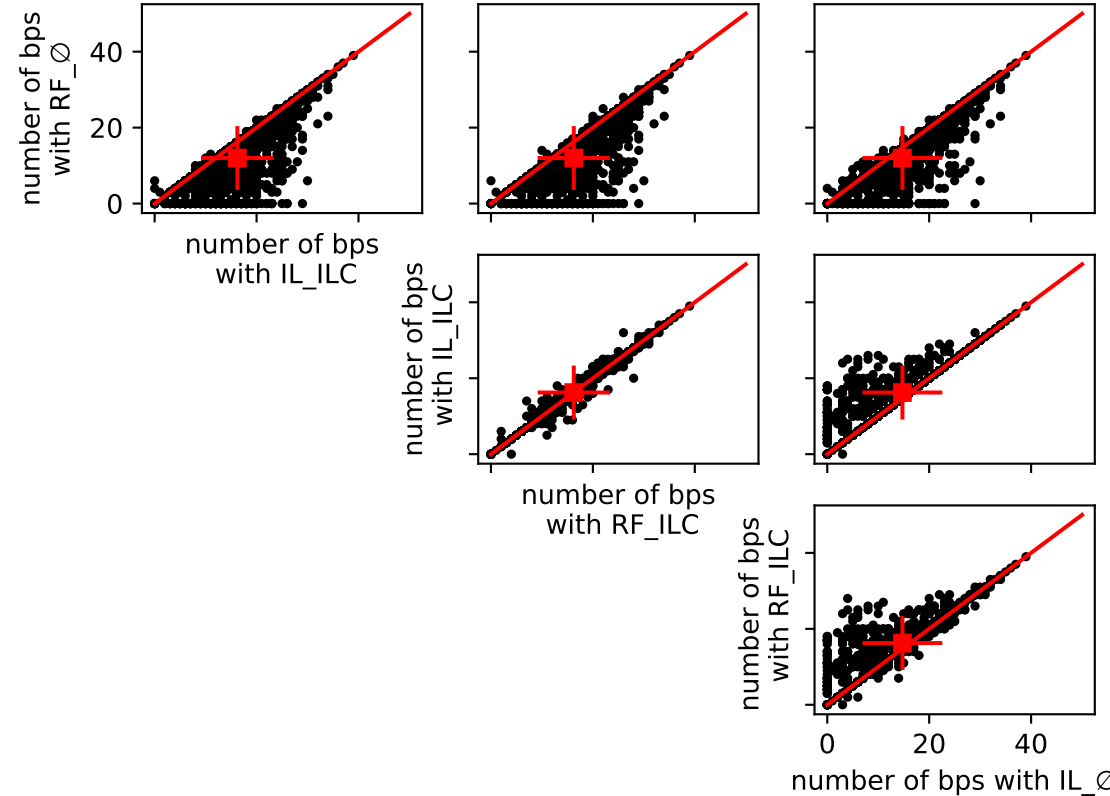 number of bps
with RF_∅
40
20
0
number of bps
with IL_ILC
number of bps
with IL_ILC
number of bps
with RF_ILC
number of bps
with RF_ILC
0 20 40
number of bps with IL_∅